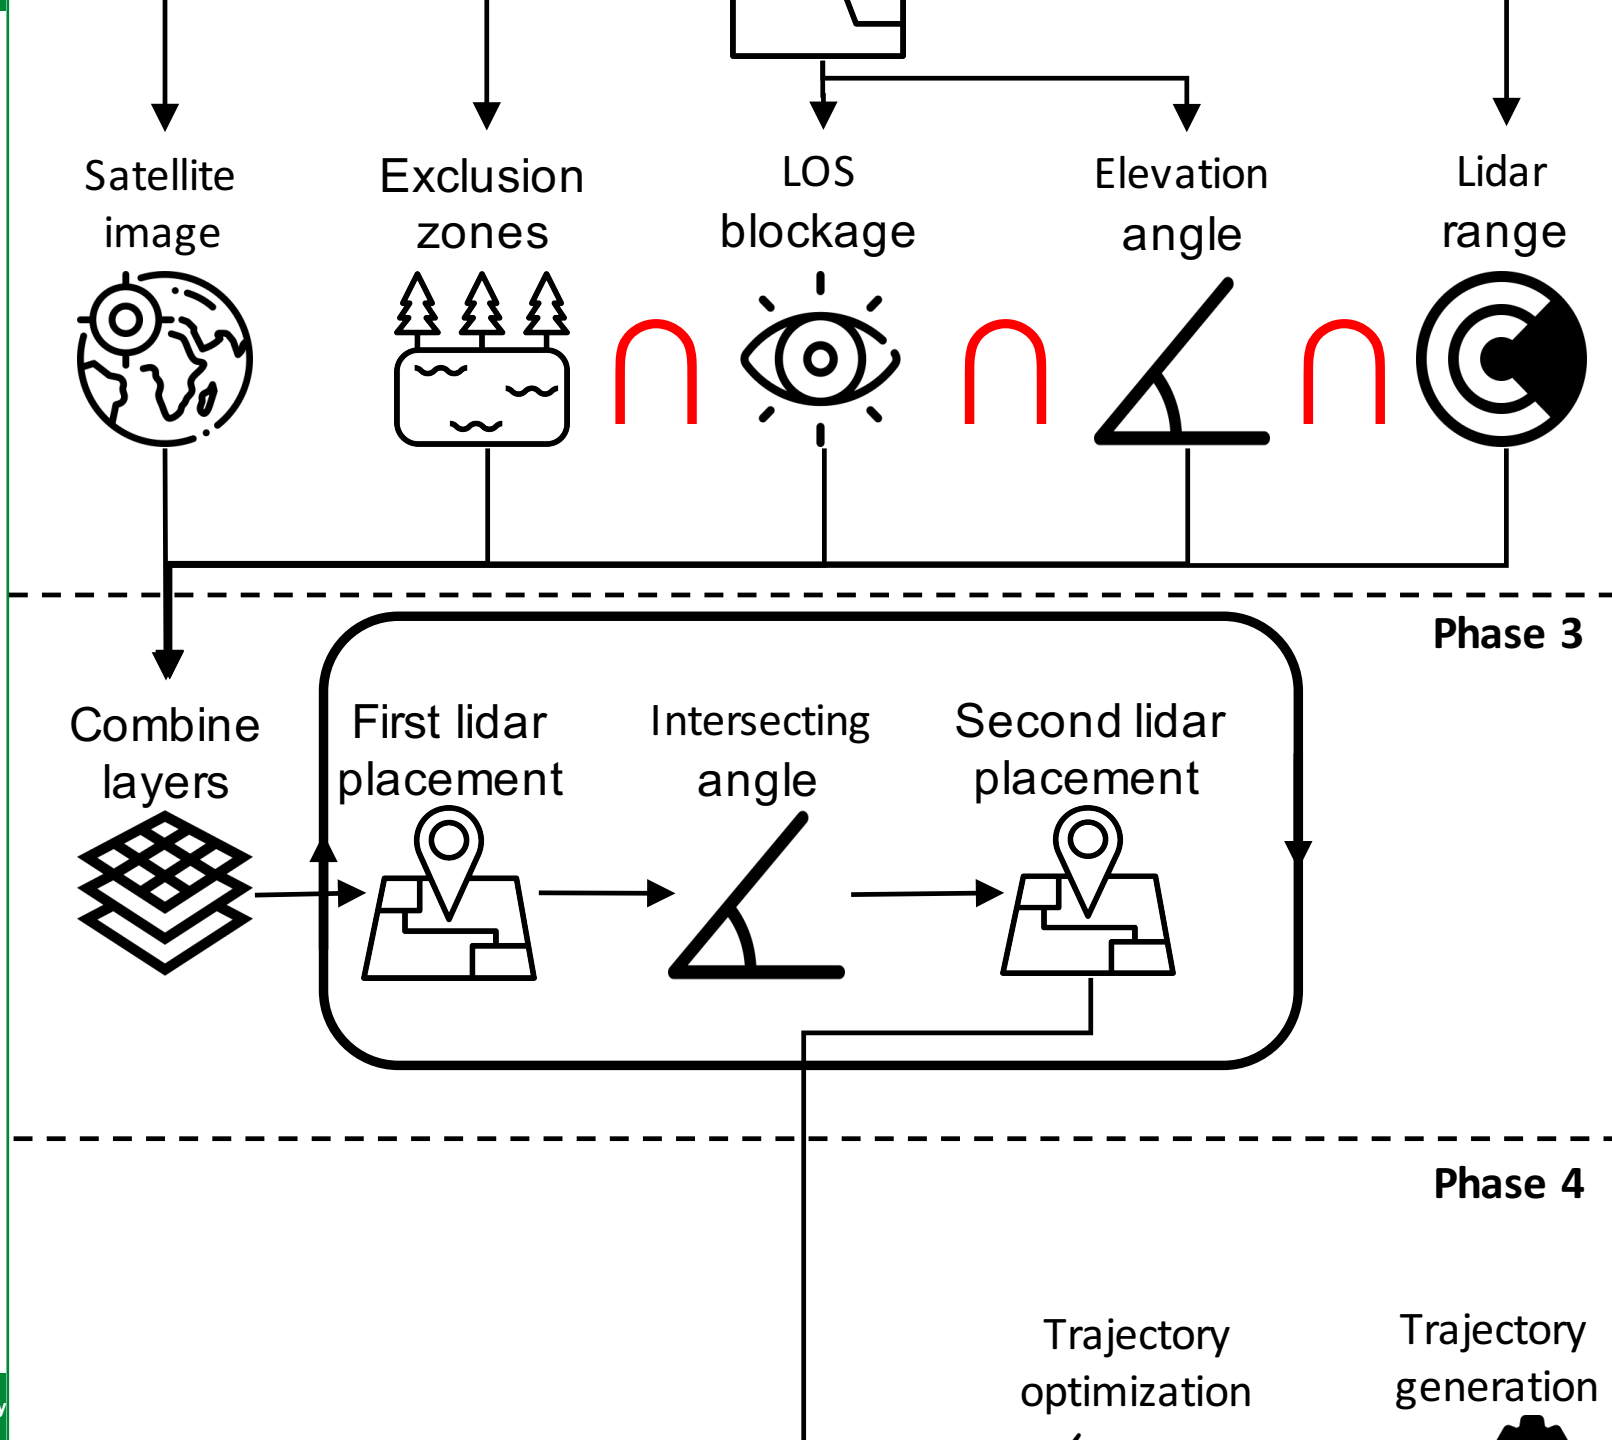 Satellite
image
Exclusion
zones
LOS
blockage
Elevation
angle
Lidar
range
Phase 3
Combine
layers
First lidar
placement
Intersecting
angle
Second lidar
placement
Phase 4
Trajectory
optimization
Trajectory
generation